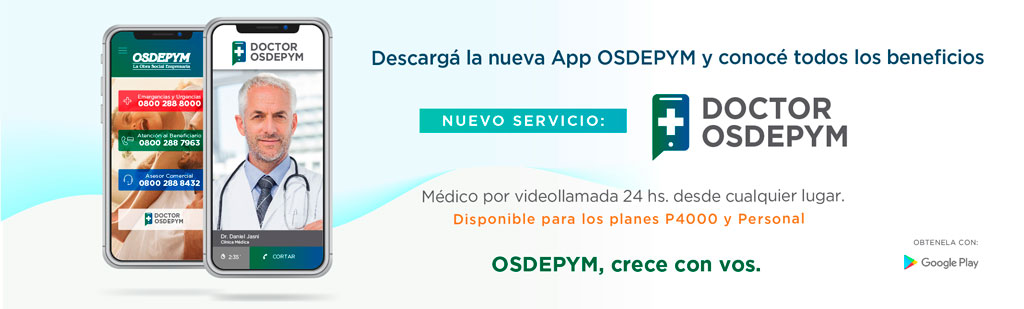 OSDEPYM
La Obra Social Empresaria
Emergencias y Urgencias
0800 288 8000
Atención al Beneficiario
0800 288 7963
Asesor Comercial
0800 288 8432
DOCTOR
OSDEPYM
DOCTOR
OSDEPYM
Dr. Daniel Jasni
Clínica Médica
2:35'
CORTAR
Descargá la nueva App OSDEPYM y conocé todos los beneficios
NUEVO SERVICIO:
DOCTOR
OSDEPYM
Médico por videollamada 24 hs. desde cualquier lugar.
Disponible para los planes P4000 y Personal
OSDEPYM, crece con vos.
OBTENELA CON:
Google Play